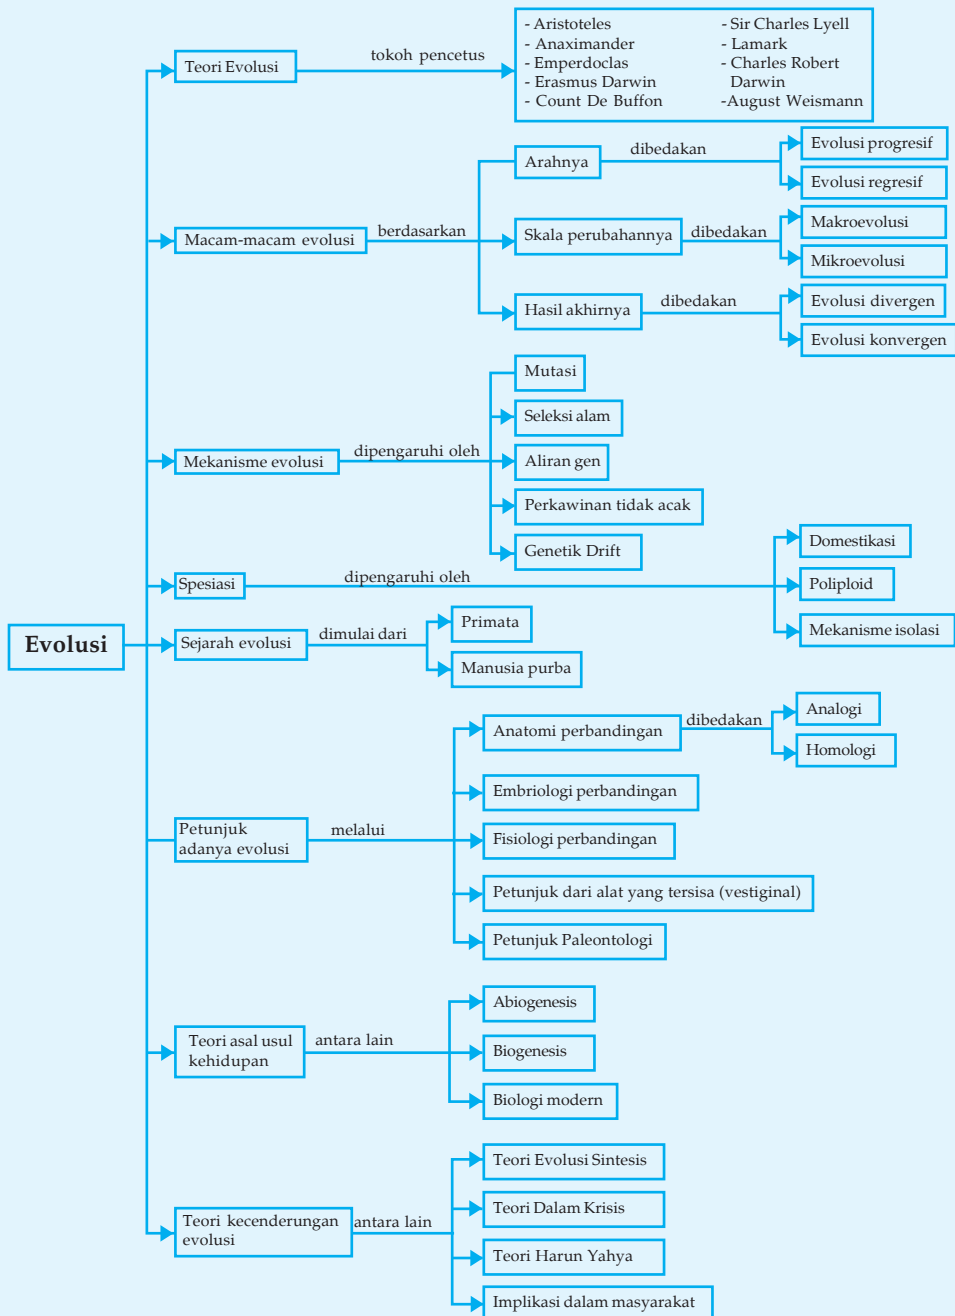 - Aristoteles
- Anaximander
- Emperdoclas
- Erasmus Darwin
- Count De Buffon
- Sir Charles Lyell
- Lamark
- Charles Robert
Darwin
-August Weismann
Teori Evolusi
tokoh pencetus
Macam-macam evolusi
berdasarkan
Arahnya
dibedakan
Evolusi progresif
Evolusi regresif
Skala perubahannya
dibedakan
Makroevolusi
Mikroevolusi
Hasil akhirnya
dibedakan
Evolusi divergen
Evolusi konvergen
Mekanisme evolusi
dipengaruhi oleh
Mutasi
Seleksi alam
Aliran gen
Perkawinan tidak acak
Genetik Drift
Spesiasi
dipengaruhi oleh
Domestikasi
Poliploid
Mekanisme isolasi
Evolusi
Sejarah evolusi
dimulai dari
Primata
Manusia purba
Petunjuk
adanya evolusi
melalui
Anatomi perbandingan
dibedakan
Analogi
Homologi
Embriologi perbandingan
Fisiologi perbandingan
Petunjuk dari alat yang tersisa (vestiginal)
Petunjuk Paleontologi
Teori asal usul
kehidupan
antara lain
Abiogenesis
Biogenesis
Biologi modern
Teori kecenderungan
evolusi
antara lain
Teori Evolusi Sintesis
Teori Dalam Krisis
Teori Harun Yahya
Implikasi dalam masyarakat